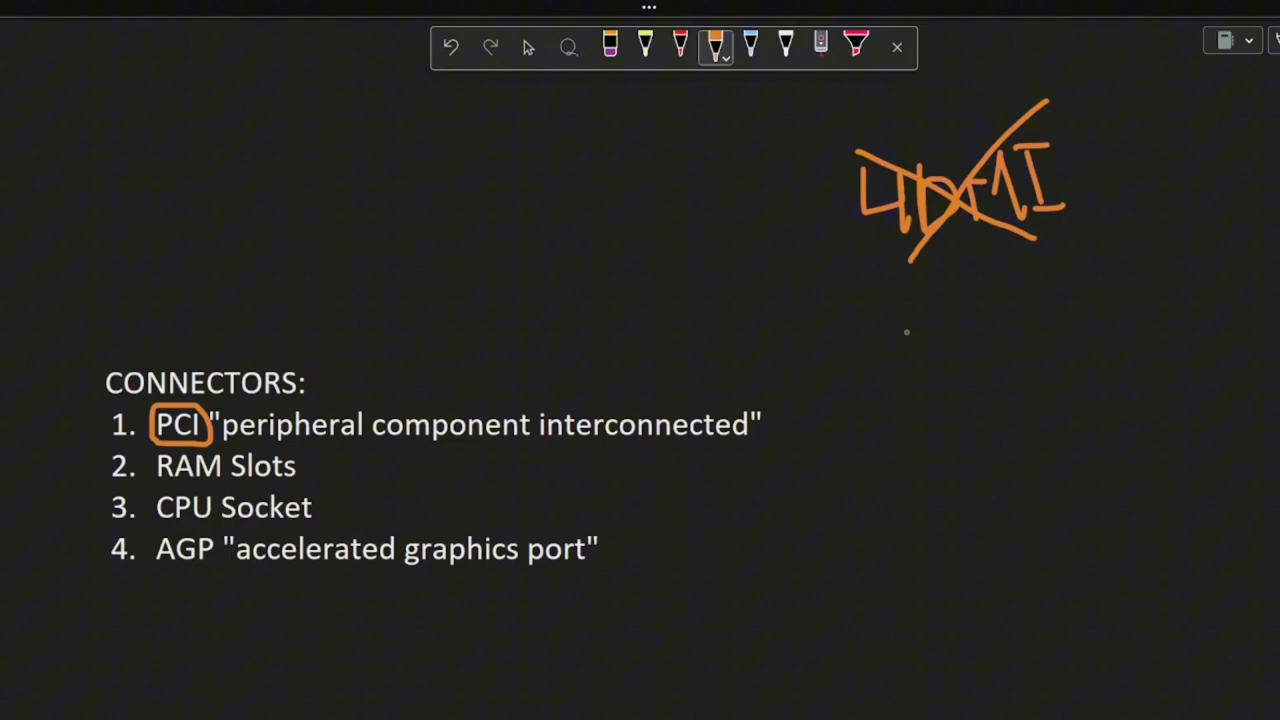 CONNECTORS:
1. PCI "peripheral component interconnected"
2. RAM Slots
3. CPU Socket
4. AGP "accelerated graphics port"